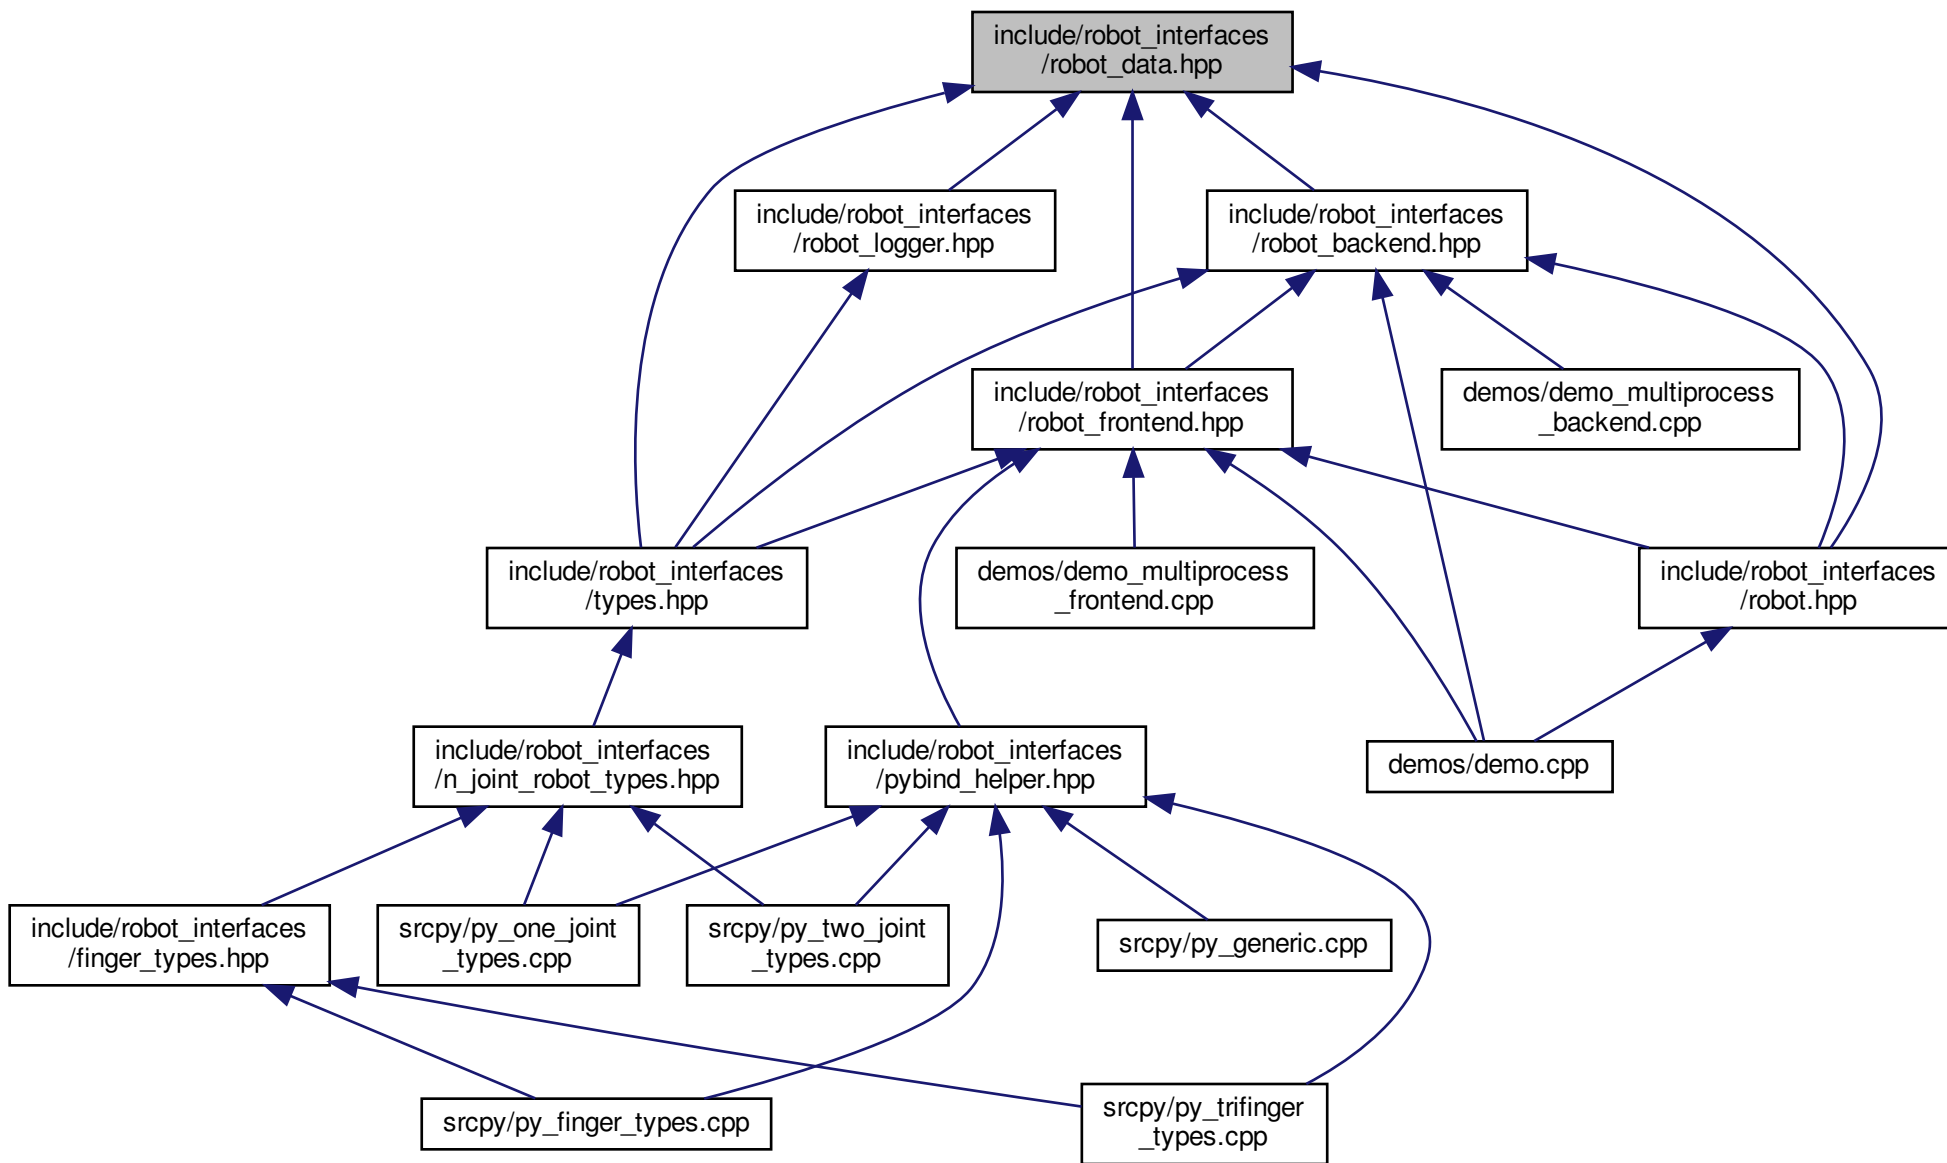 include/robot_interfaces
/robot_data.hpp
include/robot_interfaces
/robot_logger.hpp
include/robot_interfaces
/robot_backend.hpp
include/robot_interfaces
/robot_frontend.hpp
demos/demo_multiprocess
_backend.cpp
include/robot_interfaces
/types.hpp
demos/demo_multiprocess
_frontend.cpp
include/robot_interfaces
/robot.hpp
include/robot_interfaces
/n_joint_robot_types.hpp
include/robot_interfaces
/pybind_helper.hpp
demos/demo.cpp
include/robot_interfaces
/finger_types.hpp
srcpy/py_one_joint
_types.cpp
srcpy/py_two_joint
_types.cpp
srcpy/py_generic.cpp
srcpy/py_finger_types.cpp
srcpy/py_trifinger
_types.cpp